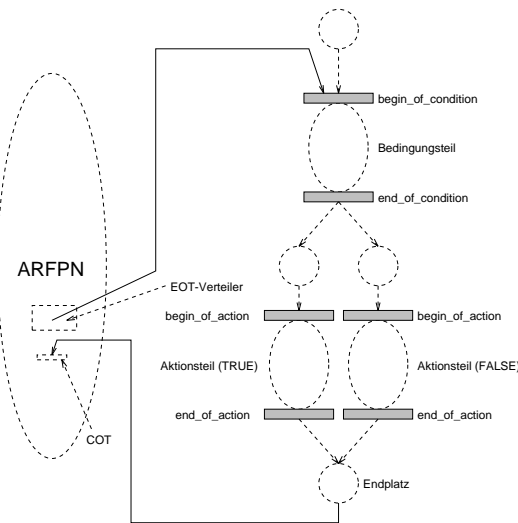 begin_of_condition
Bedingungsteil
end_of_condition
ARFPN
EOT-Verteiler
begin_of_action
begin_of_action
Aktionsteil (TRUE)
Aktionsteil (FALSE)
end_of_action
end_of_action
COT
Endplatz